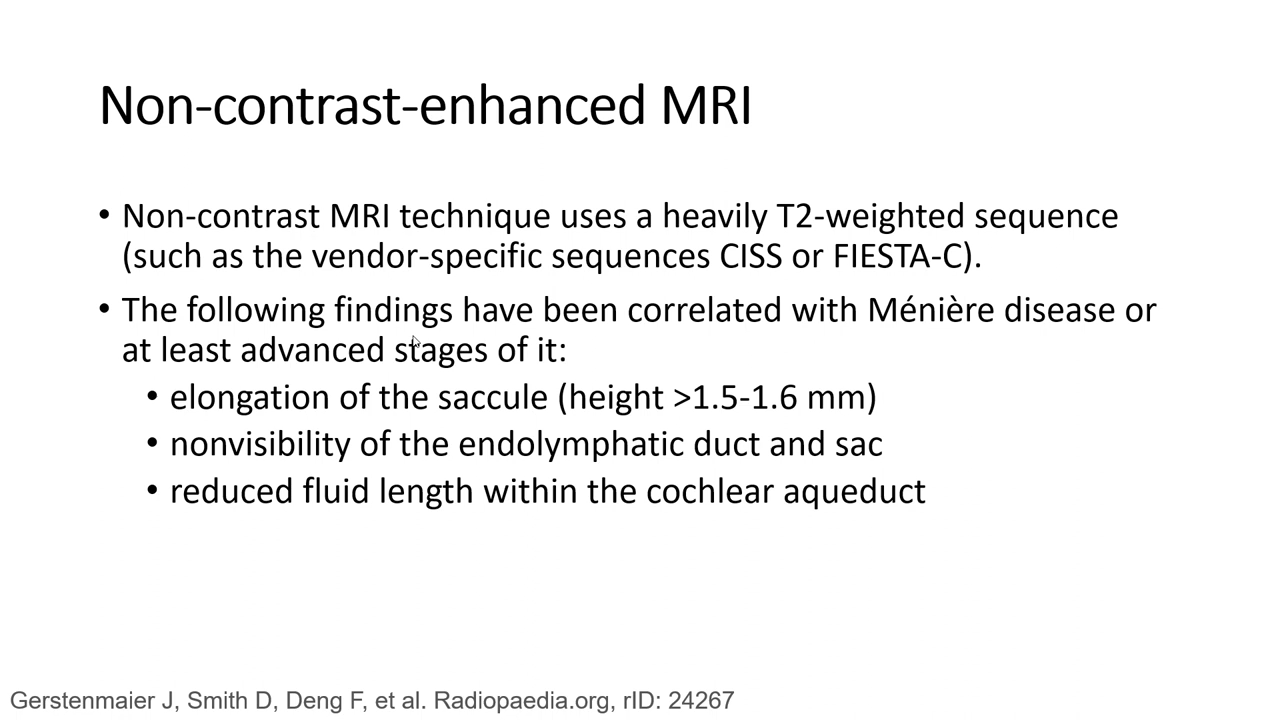 Non-contrast-enhanced MRI
• Non-contrast MRI technique uses a heavily T2-weighted sequence
(such as the vendor-specific sequences CISS or FIESTA-C).
• The following findings have been correlated with Ménière disease or
at least advanced stages of it:
• elongation of the saccule (height >1.5-1.6 mm)
• nonvisibility of the endolymphatic duct and sac
• reduced fluid length within the cochlear aqueduct
Gerstenmaier J, Smith D, Deng F, et al. Radiopaedia.org, rID: 24267